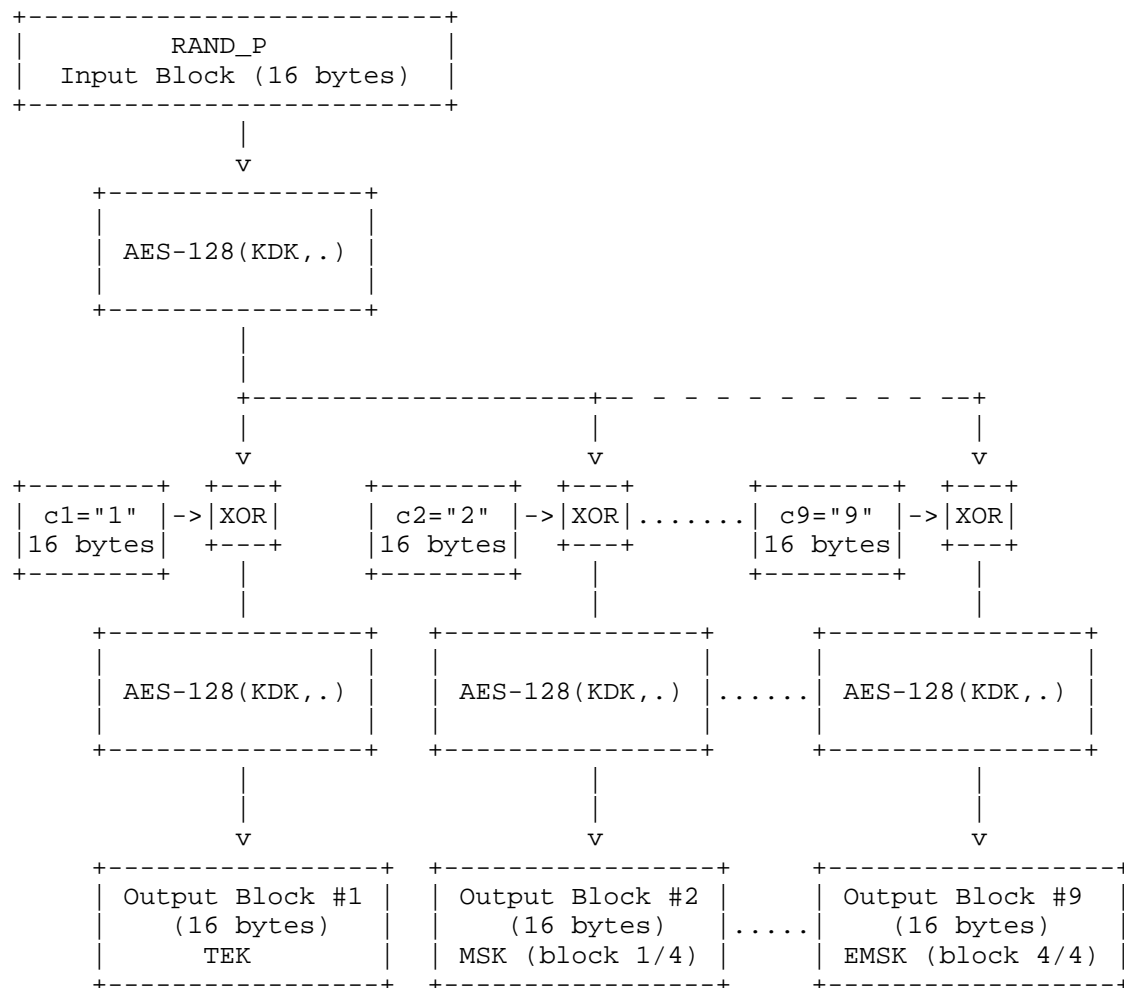 RAND_P
Input Block (16 bytes)
AES-128(KDK,.)
c1="1" ->XOR c2="2" ->XOR ....... c9="9" ->XOR
16 bytes 16 bytes 16 bytes
AES-128(KDK,.) AES-128(KDK,.) ...... AES-128(KDK,.)
Output Block #1 Output Block #2 Output Block #9
(16 bytes) (16 bytes) ..... (16 bytes)
TEK MSK (block 1/4) EMSK (block 4/4)